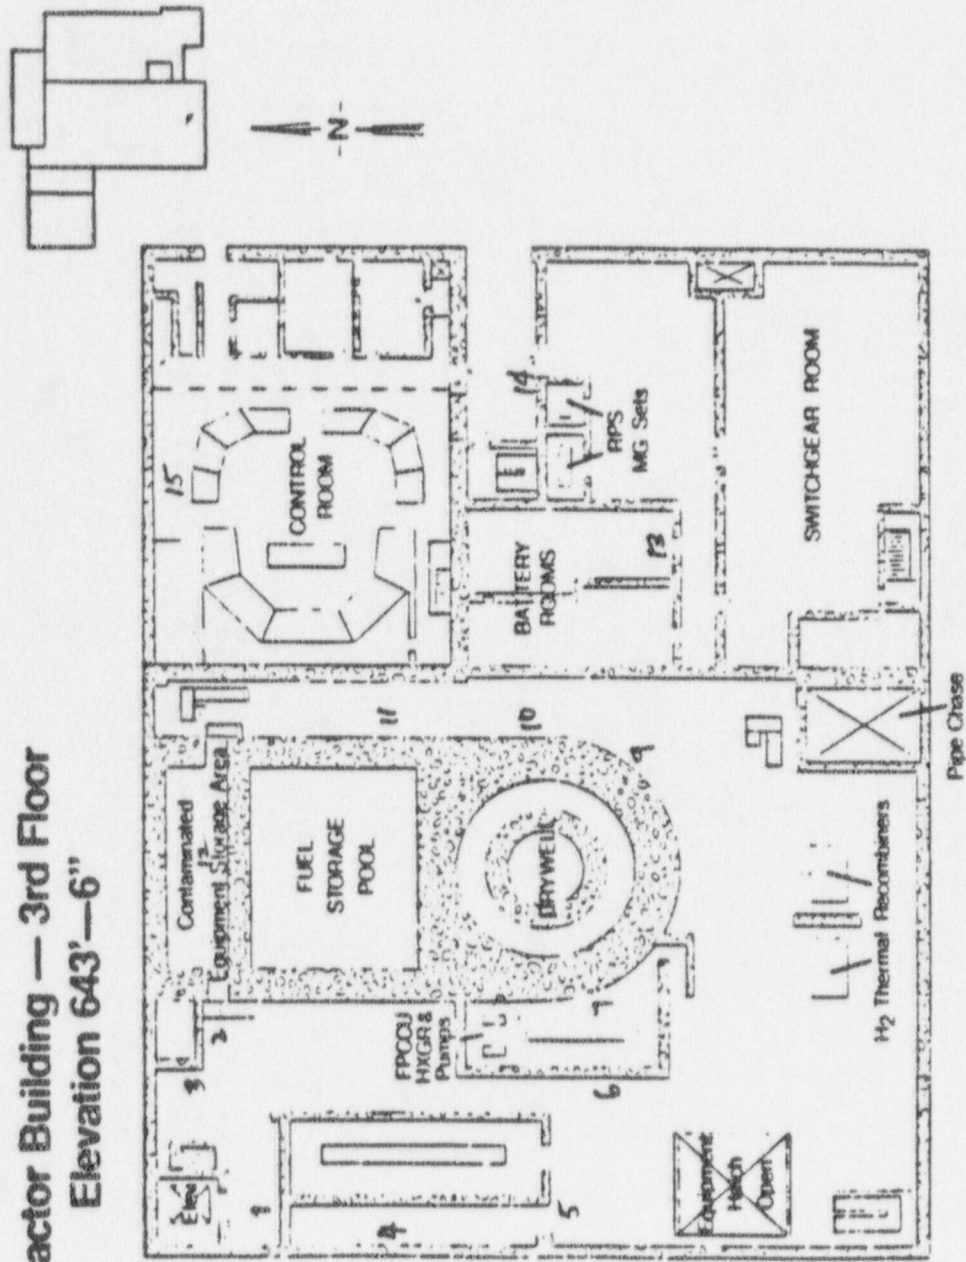 actor Building — 3rd Floor
Elevation 643'—6"
-N-
15
CONTROL
ROOM
14
RPS
MG Sets
SWITCHGEAR ROOM
BATTERY
ROOMS
13
Contaminated
12
Equipment Storage Area
11
10
9
FUEL
STORAGE
POOL
DRYWELL
Pipe Chase
H2 Thermal Recombiners
2
3
FPCCU
HXGR &
Pumps
7
6
Elev
4
5
Equipment
Hatch
Open